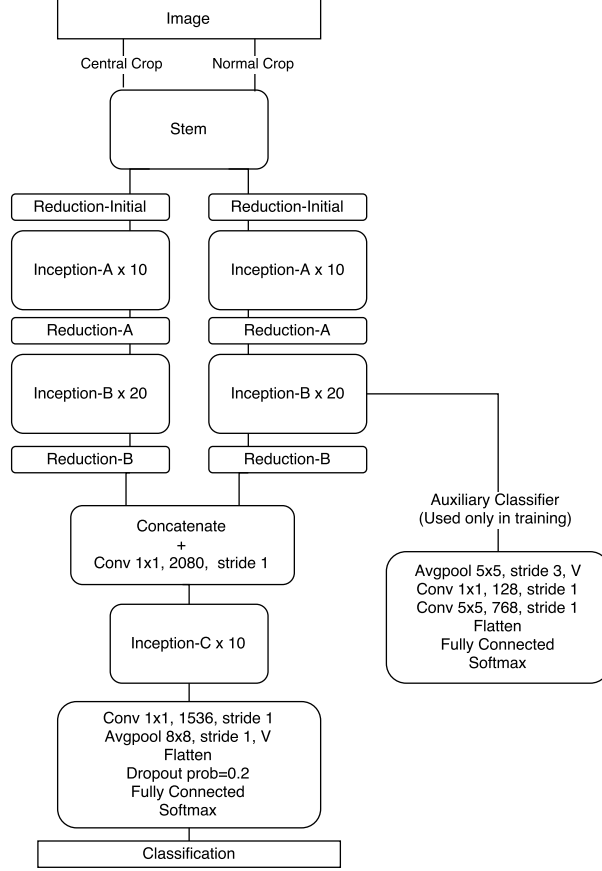 Image
Central Crop
Normal Crop
Stem
Reduction-Initial
Reduction-Initial
Inception-A x 10
Inception-A x 10
Reduction-A
Reduction-A
Inception-B x 20
Inception-B x 20
Reduction-B
Reduction-B
Auxiliary Classifier
(Used only in training)
Concatenate
+
Conv 1x1, 2080, stride 1
Avgpool 5x5, stride 3, V
Conv 1x1, 128, stride 1
Conv 5x5, 768, stride 1
Flatten
Fully Connected
Softmax
Inception-C x 10
Conv 1x1, 1536, stride 1
Avgpool 8x8, stride 1, V
Flatten
Dropout prob=0.2
Fully Connected
Softmax
Classification